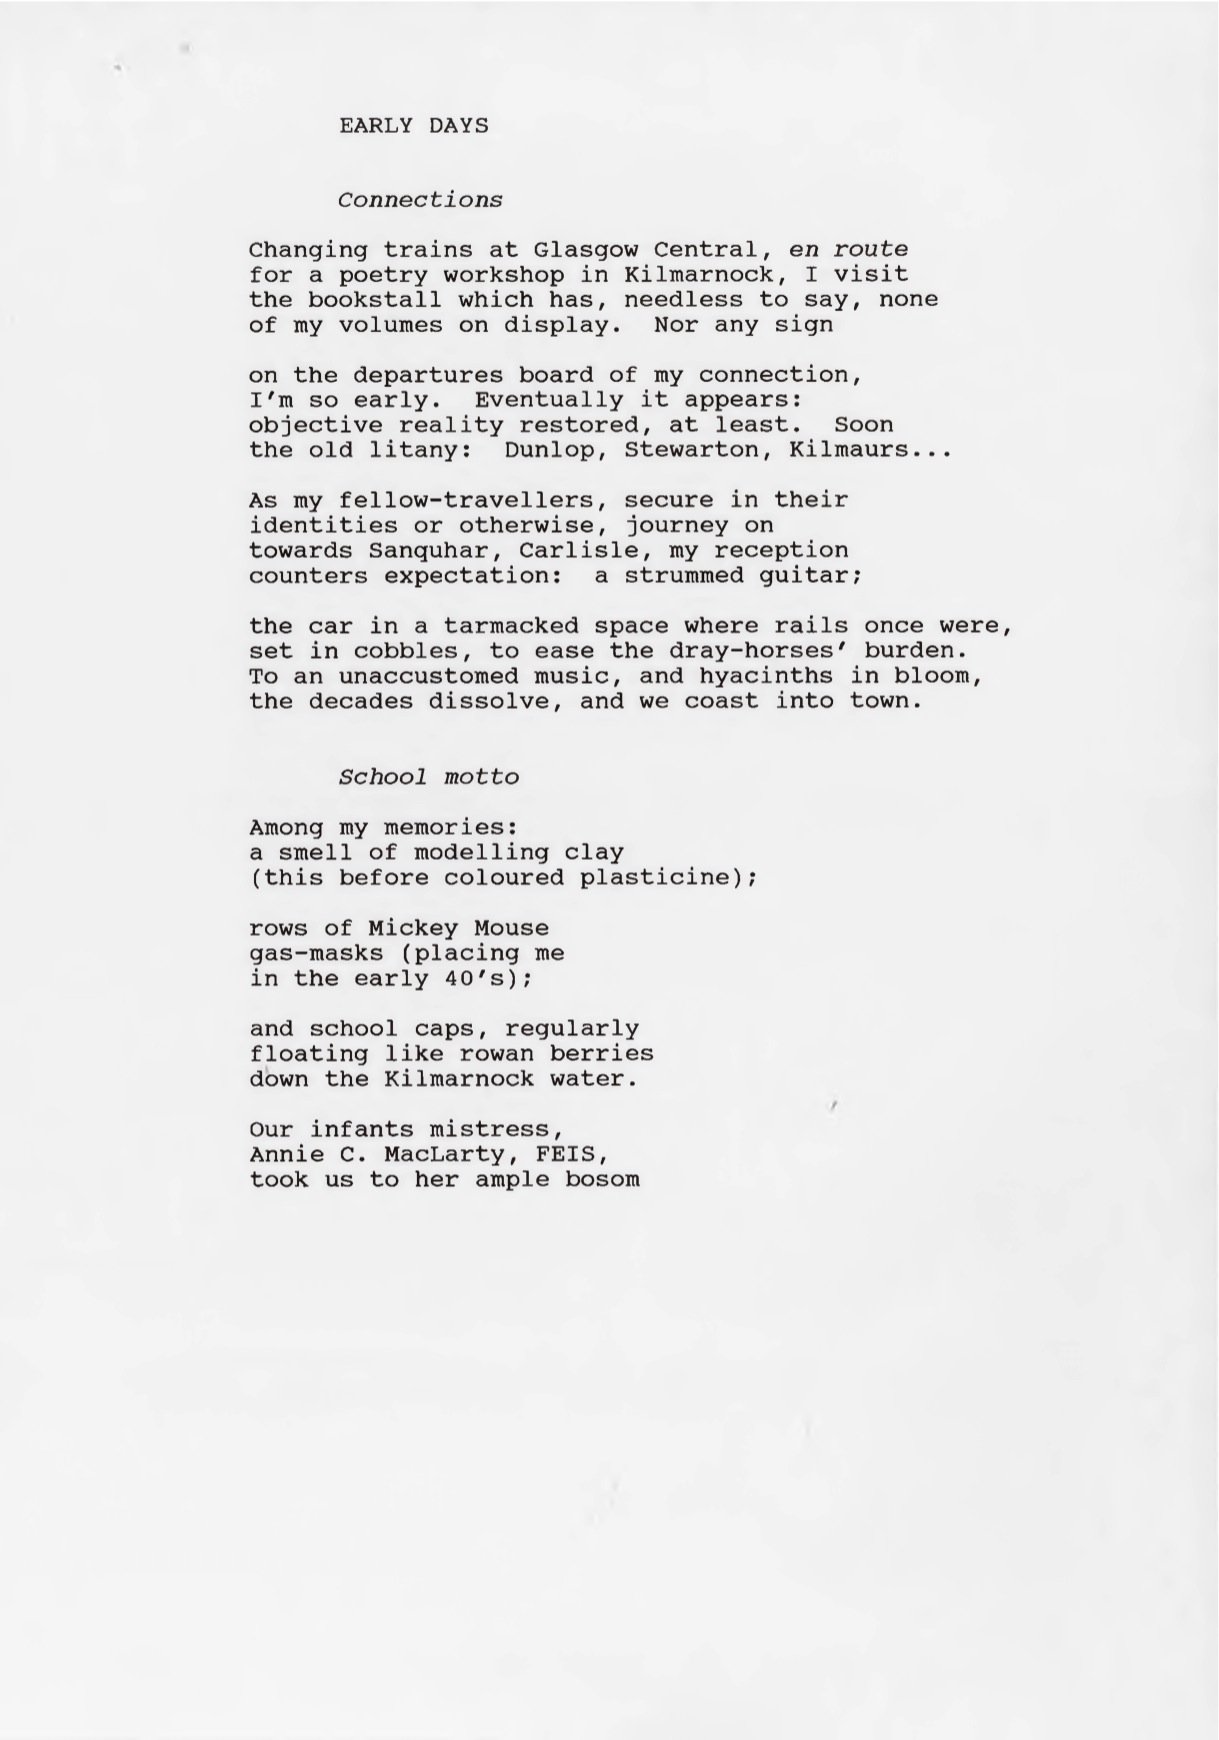 EARLY DAYS
Connections
Changing trains at Glasgow Central, en route
for a poetry workshop in Kilmarnock, I visit
the bookstall which has, needless to say, none
of my volumes on display.  Nor any sign
on the departures board of my connection,
I'm so early.  Eventually it appears:
objective reality restored, at least.  Soon
the old litany:  Dunlop, Stewarton, Kilmaurs...
As my fellow-travellers, secure in their
identities or otherwise, journey on
towards Sanquhar, Carlisle, my reception
counters expectation:  a strummed guitar;
the car in a tarmacked space where rails once were,
set in cobbles, to ease the dray-horses' burden.
To an unaccustomed music, and hyacinths in bloom,
the decades dissolve, and we coast into town.
School motto
Among my memories:
a smell of modelling clay
(this before coloured plasticine);
rows of Mickey Mouse
gas-masks (placing me
in the early 40's);
and school caps, regularly
floating like rowan berries
down the Kilmarnock water.
Our infants mistress,
Annie C. MacLarty, FEIS,
took us to her ample bosom